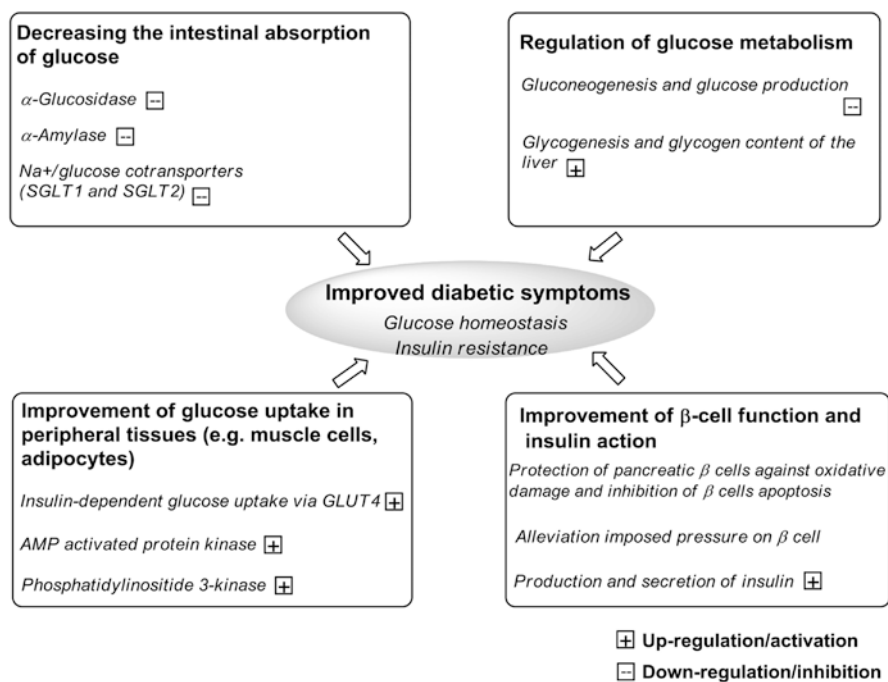 Decreasing the intestinal absorption
of glucose
α-Glucosidase --
α-Amylase --
Na+/glucose cotransporters
(SGLT1 and SGLT2) --
Regulation of glucose metabolism
Gluconeogenesis and glucose production
--
Glycogenesis and glycogen content of the
liver +
Improved diabetic symptoms
Glucose homeostasis
Insulin resistance
Improvement of glucose uptake in
peripheral tissues (e.g. muscle cells,
adipocytes)
Insulin-dependent glucose uptake via GLUT4 +
AMP activated protein kinase +
Phosphatidylinositide 3-kinase +
Improvement of β-cell function and
insulin action
Protection of pancreatic β cells against oxidative
damage and inhibition of β cells apoptosis
Alleviation imposed pressure on β cell
Production and secretion of insulin +
+ Up-regulation/activation
-- Down-regulation/inhibition